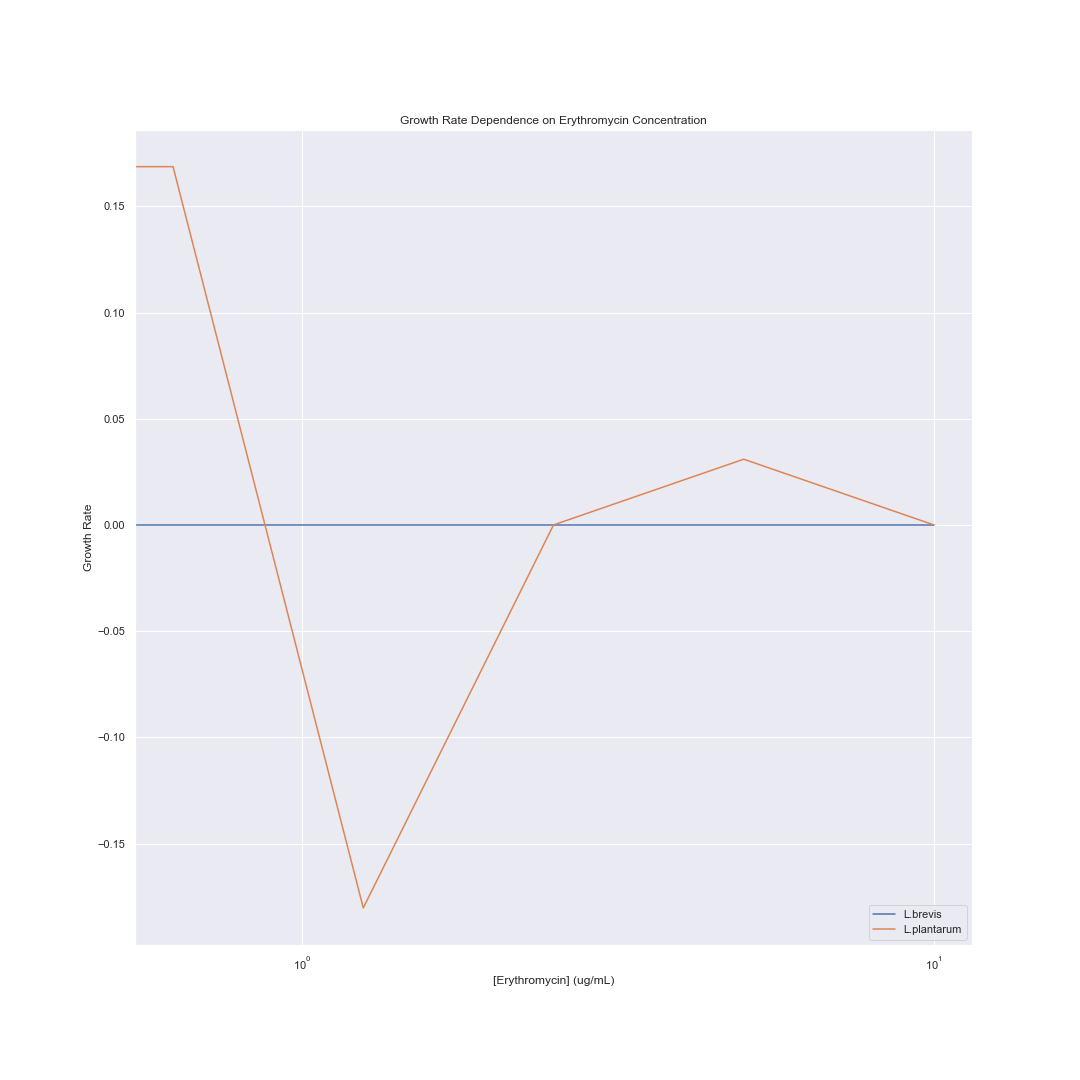 Growth Rate Dependence on Erythromycin Concentration
0.15
0.10
0.05
0.00
−0.05
−0.10
−0.15
Growth Rate
10⁰
10¹
[Erythromycin] (ug/mL)
L.brevis
L.plantarum